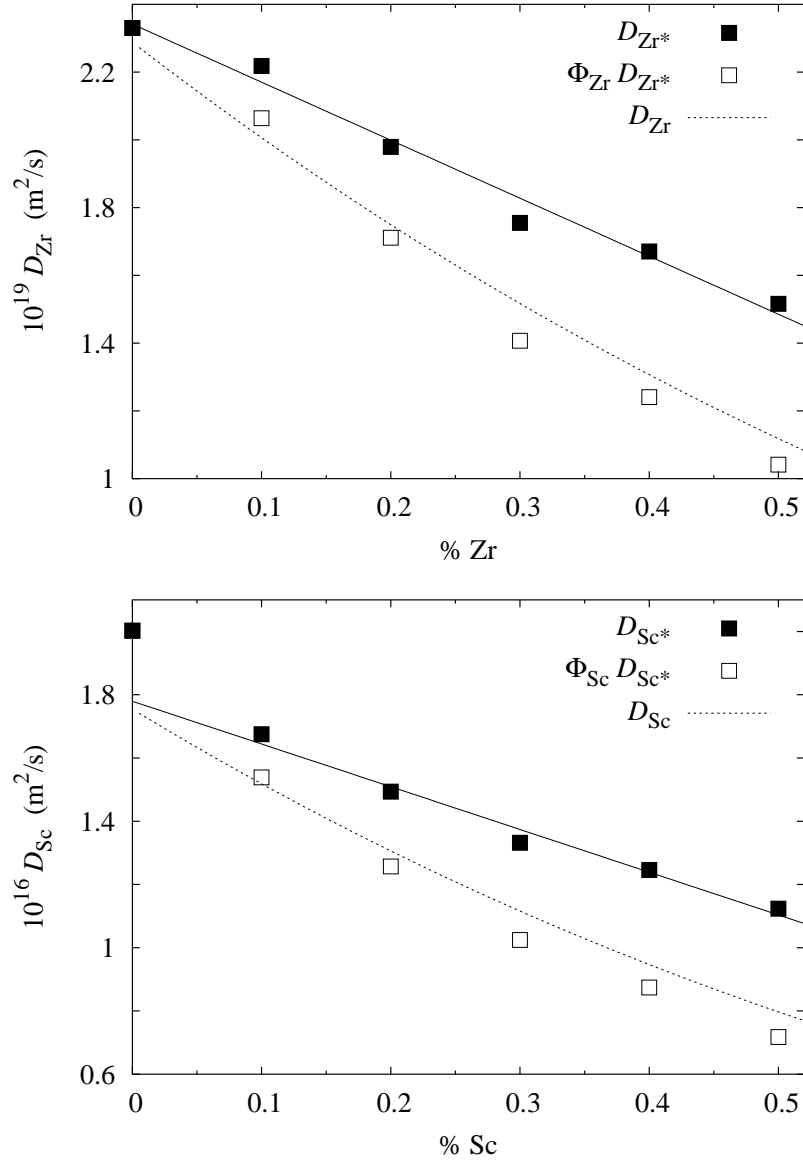 D_Zr*
Φ_Zr D_Zr*
D_Zr
10^19 D_Zr (m^2/s)
2.2
1.8
1.4
1
0 0.1 0.2 0.3 0.4 0.5
% Zr
D_Sc*
Φ_Sc D_Sc*
D_Sc
10^16 D_Sc (m^2/s)
1.8
1.4
1
0.6
0 0.1 0.2 0.3 0.4 0.5
% Sc